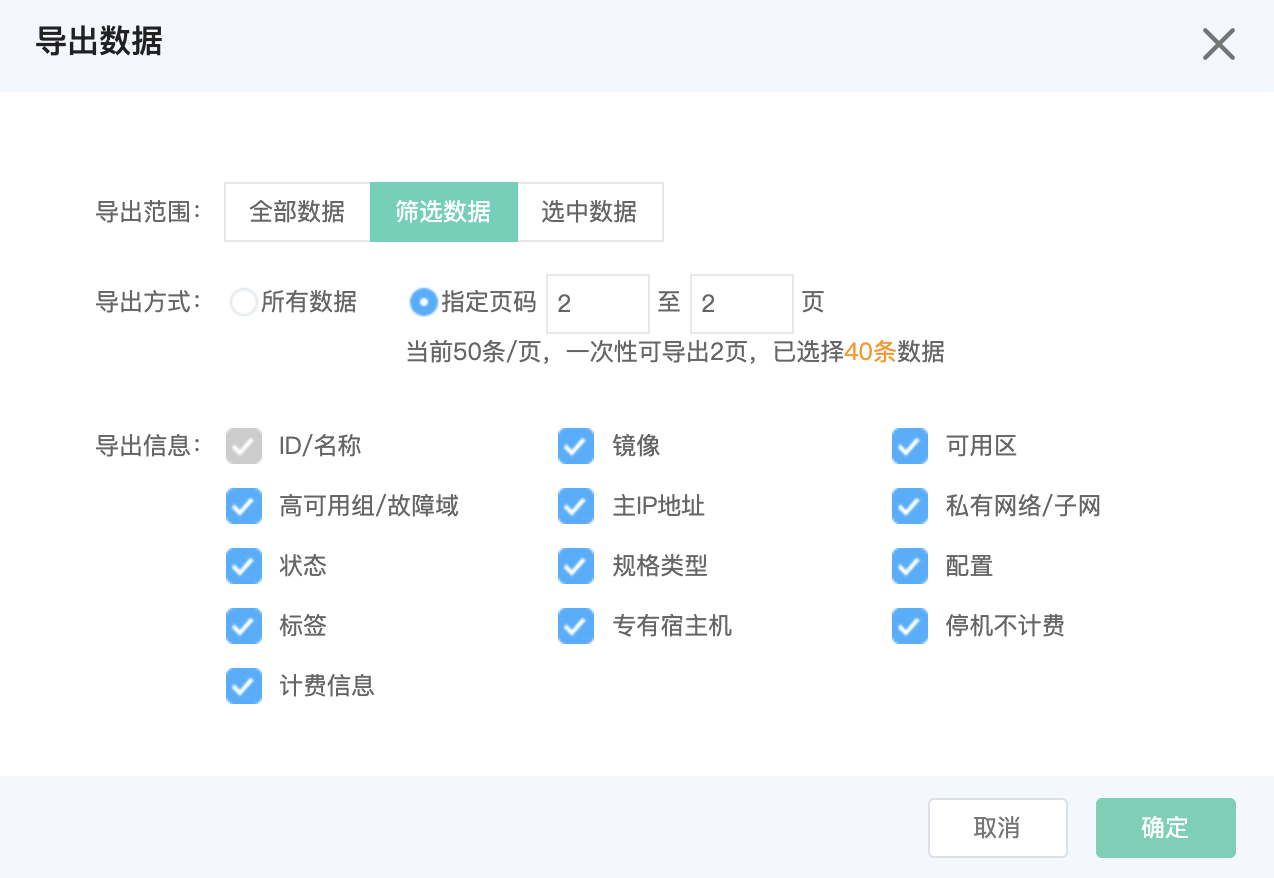 导出数据
导出范围： 全部数据 筛选数据 选中数据
导出方式： 所有数据 指定页码 2 至 2 页
当前50条/页，一次性可导出2页，已选择40条数据
导出信息： ID/名称 镜像 可用区
高可用组/故障域 主IP地址 私有网络/子网
状态 规格类型 配置
标签 专有宿主机 停机不计费
计费信息
取消 确定